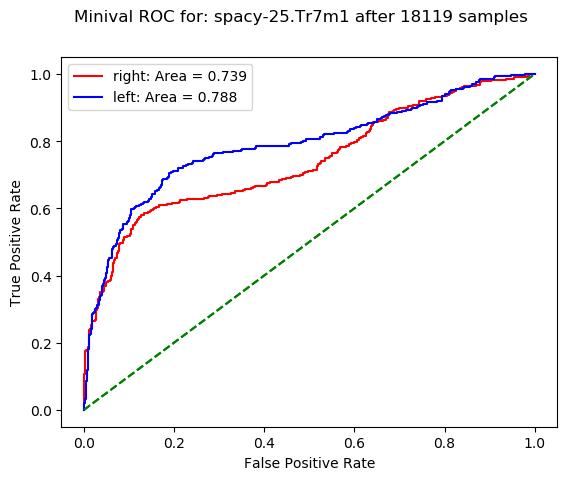 Minival ROC for: spacy-25.Tr7m1 after 18119 samples
right: Area = 0.739
left: Area = 0.788
1.0
0.8
0.6
0.4
0.2
0.0
True Positive Rate
0.0 0.2 0.4 0.6 0.8 1.0
False Positive Rate